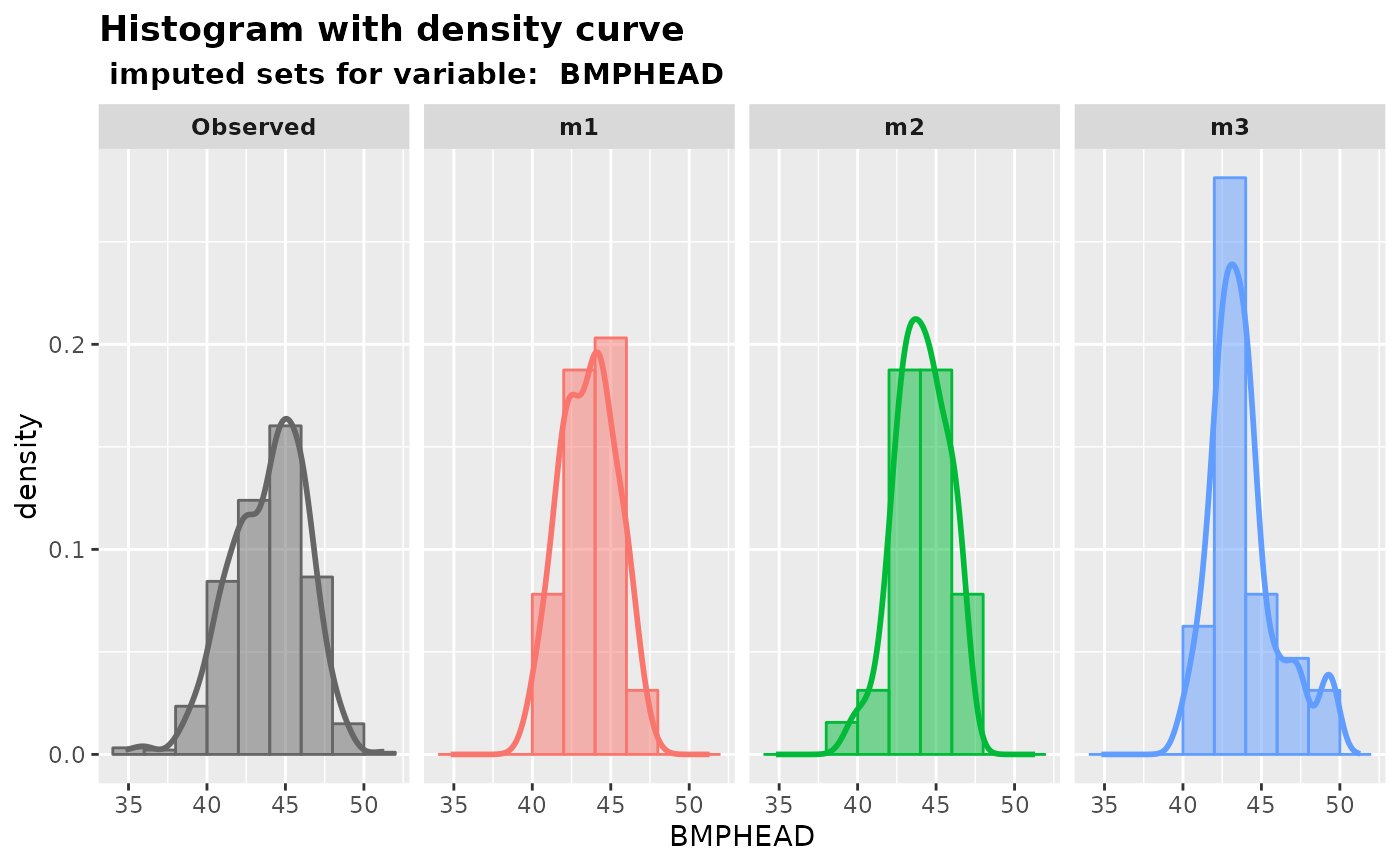 Histogram with density curve
imputed sets for variable:  BMPHEAD
Observed m1 m2 m3
density
0.2
0.1
0.0
35 40 45 50 35 40 45 50 35 40 45 50 35 40 45 50
BMPHEAD